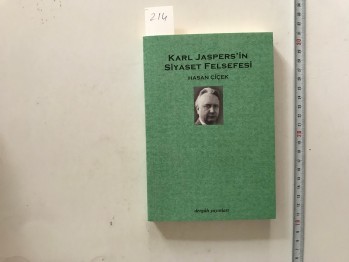 214
KARL JASPERS'İN
SİYASET FELSEFESİ
HASAN ÇİÇEK